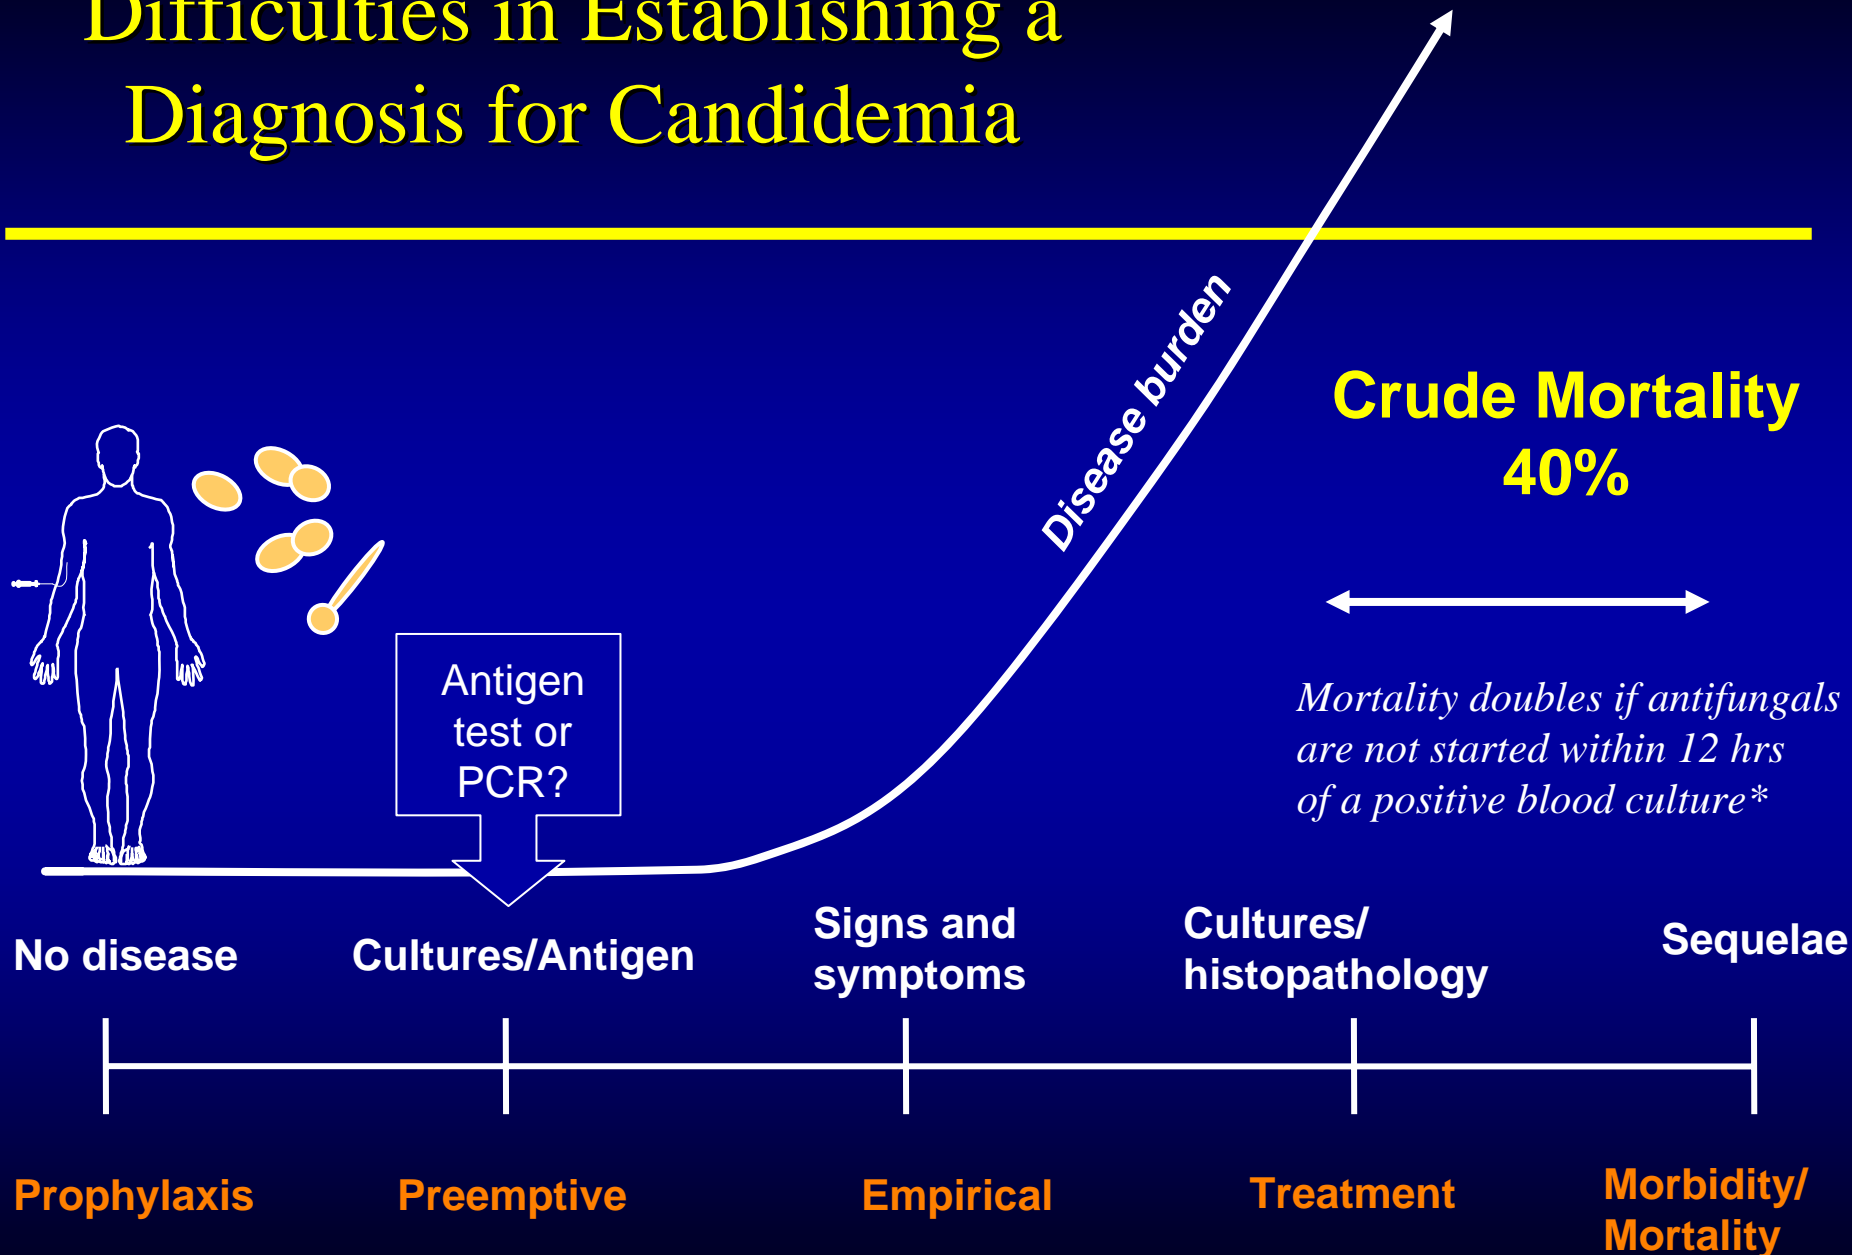 Difficulties in Establishing a
Diagnosis for Candidemia
Disease burden
Crude Mortality
40%
Antigen
test or
PCR?
Mortality doubles if antifungals
are not started within 12 hrs
of a positive blood culture*
No disease
Cultures/Antigen
Signs and
symptoms
Cultures/
histopathology
Sequelae
Prophylaxis
Preemptive
Empirical
Treatment
Morbidity/
Mortality